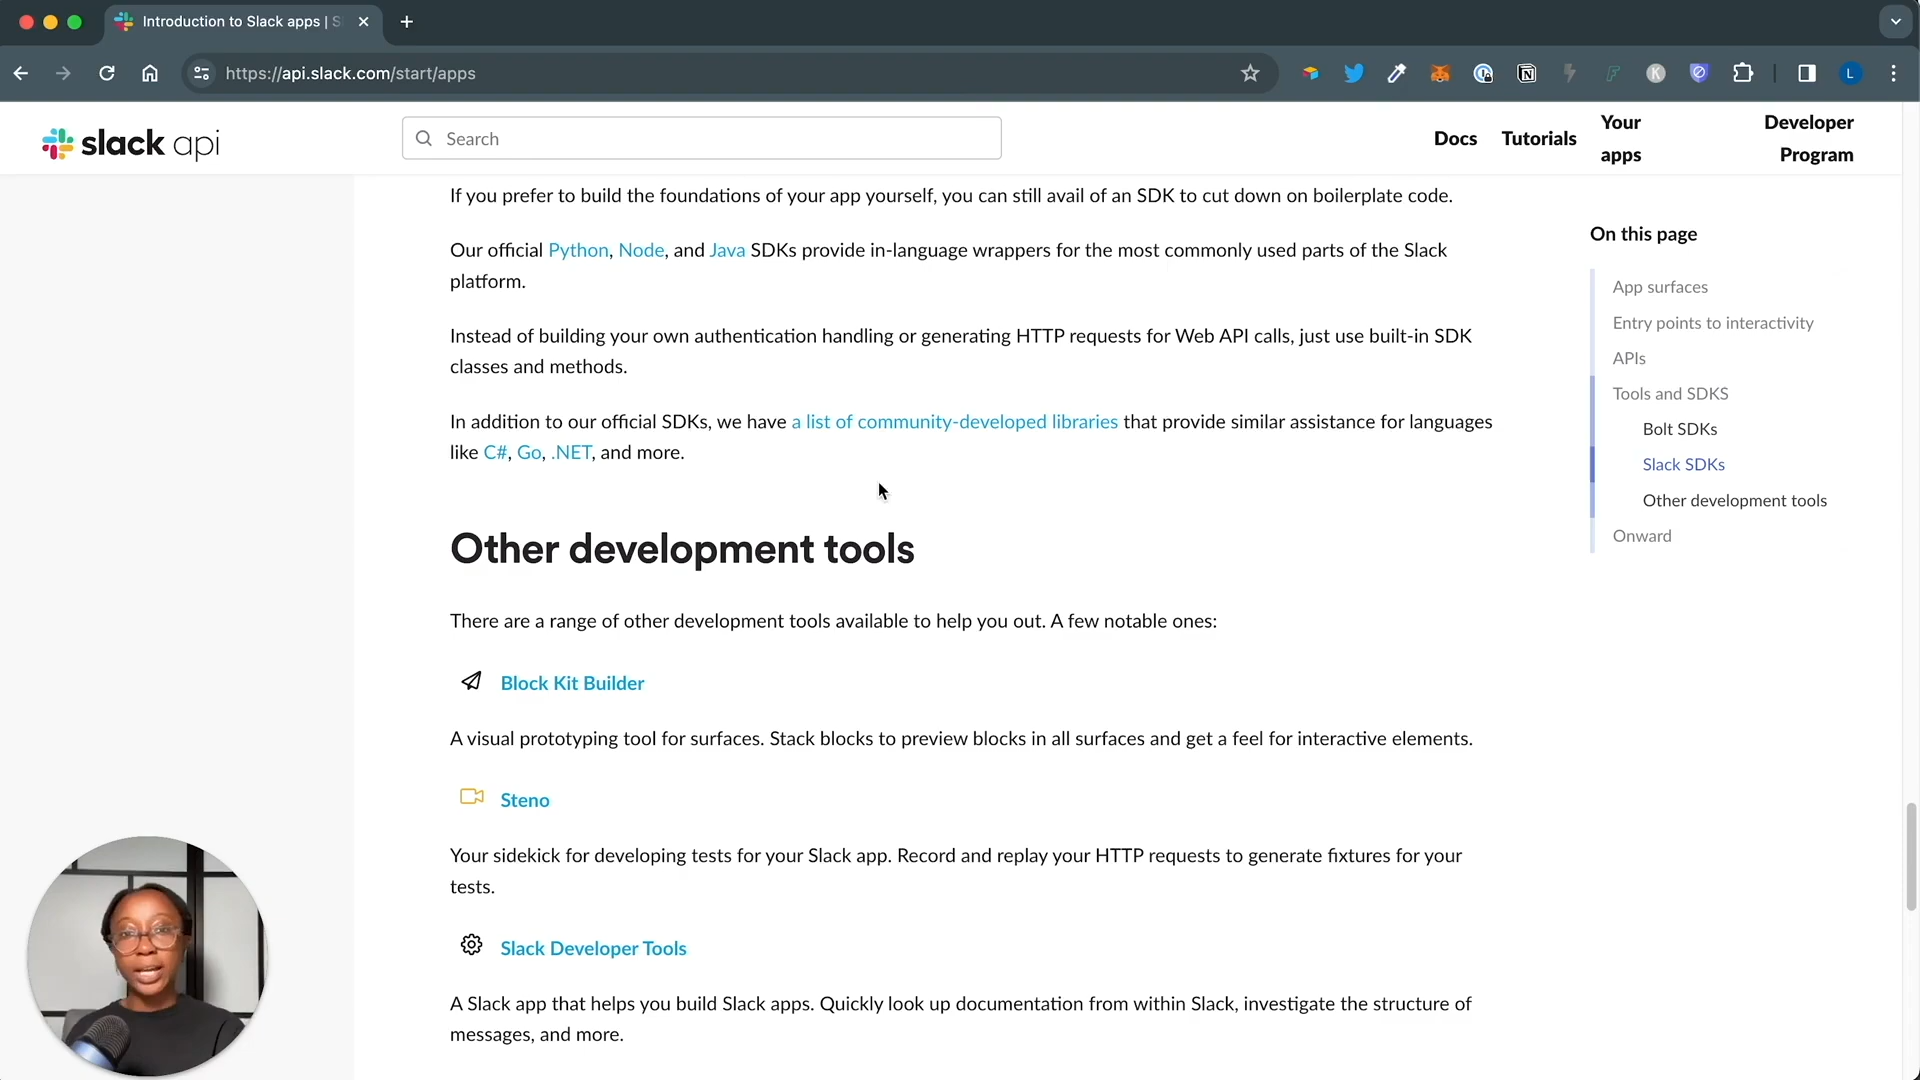 Introduction to Slack apps | S
https://api.slack.com/start/apps
L
slack api
Search
Docs
Tutorials
Your
apps
Developer
Program
If you prefer to build the foundations of your app yourself, you can still avail of an SDK to cut down on boilerplate code.
Our official Python, Node, and Java SDKs provide in-language wrappers for the most commonly used parts of the Slack
platform.
Instead of building your own authentication handling or generating HTTP requests for Web API calls, just use built-in SDK
classes and methods.
In addition to our official SDKs, we have a list of community-developed libraries that provide similar assistance for languages
like C#, Go, .NET, and more.
Other development tools
There are a range of other development tools available to help you out. A few notable ones:
Block Kit Builder
A visual prototyping tool for surfaces. Stack blocks to preview blocks in all surfaces and get a feel for interactive elements.
Steno
Your sidekick for developing tests for your Slack app. Record and replay your HTTP requests to generate fixtures for your
tests.
Slack Developer Tools
A Slack app that helps you build Slack apps. Quickly look up documentation from within Slack, investigate the structure of
messages, and more.
On this page
App surfaces
Entry points to interactivity
APIs
Tools and SDKS
Bolt SDKs
Slack SDKs
Other development tools
Onward